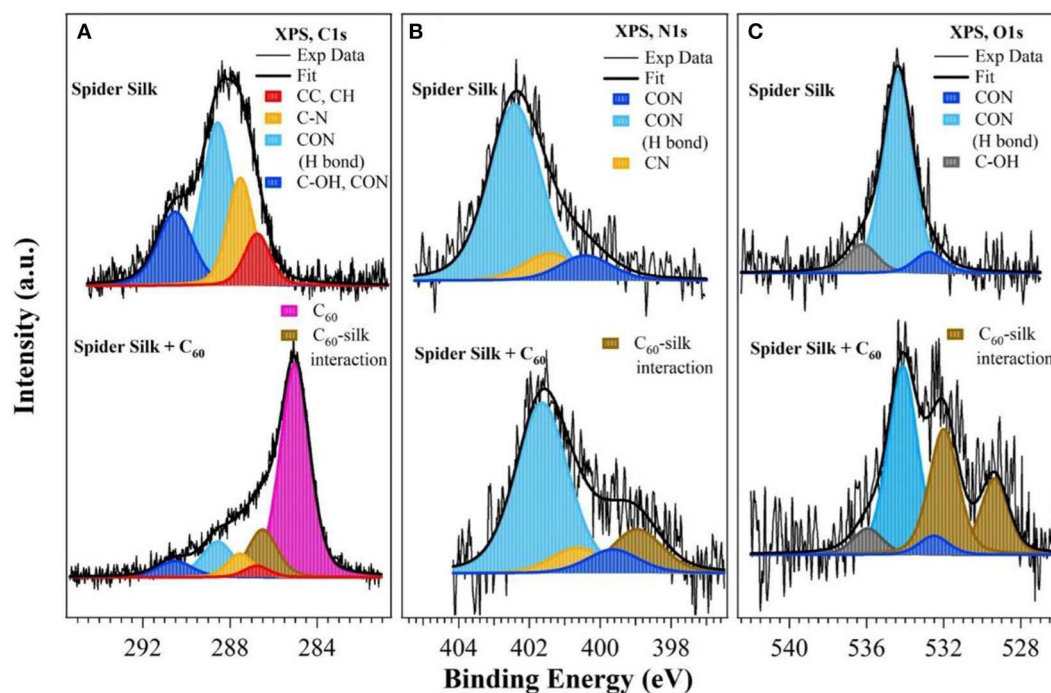 Intensity (a.u.)
A
XPS, C1s
Exp Data
Fit
Spider Silk
CC, CH
C-N
CON
(H bond)
C-OH, CON
C60
Spider Silk + C60
C60-silk
interaction
292
288
284
B
XPS, N1s
Exp Data
Fit
Spider Silk
CON
CON
(H bond)
CN
Spider Silk + C60
C60-silk
interaction
404
402
400
398
C
XPS, O1s
Exp Data
Fit
Spider Silk
CON
CON
(H bond)
C-OH
Spider Silk + C60
C60-silk
interaction
540
536
532
528
Binding Energy (eV)